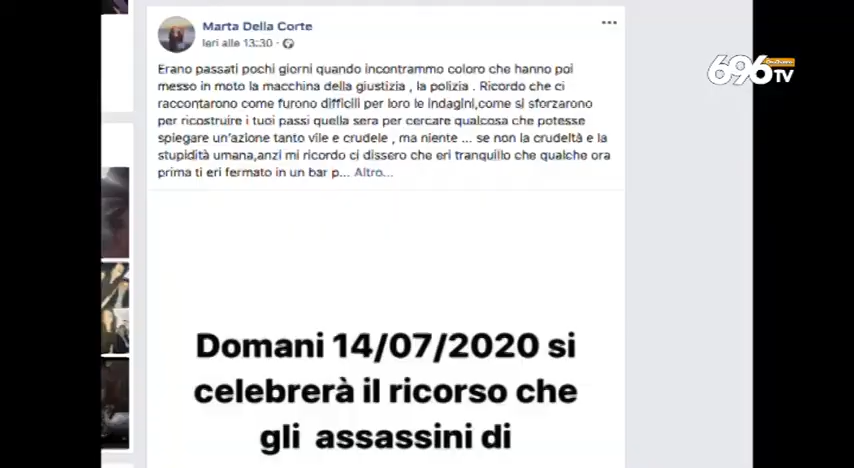 Marta Della Corte
Ieri alle 13:30 ·
Erano passati pochi giorni quando incontrammo coloro che hanno poi
messo in moto la macchina della giustizia , la polizia . Ricordo che ci
raccontarono come furono difficili per loro le indagini,come si sforzarono
per ricostruire i tuoi passi quella sera per cercare qualcosa che potesse
spiegare un'azione tanto vile e crudele , ma niente ... se non la crudeltà e la
stupidità umana,anzi mi ricordo ci dissero che eri tranquillo che qualche ora
prima ti eri fermato in un bar p... Altro...
696 TV
Domani 14/07/2020 si
celebrerà il ricorso che
gli assassini di